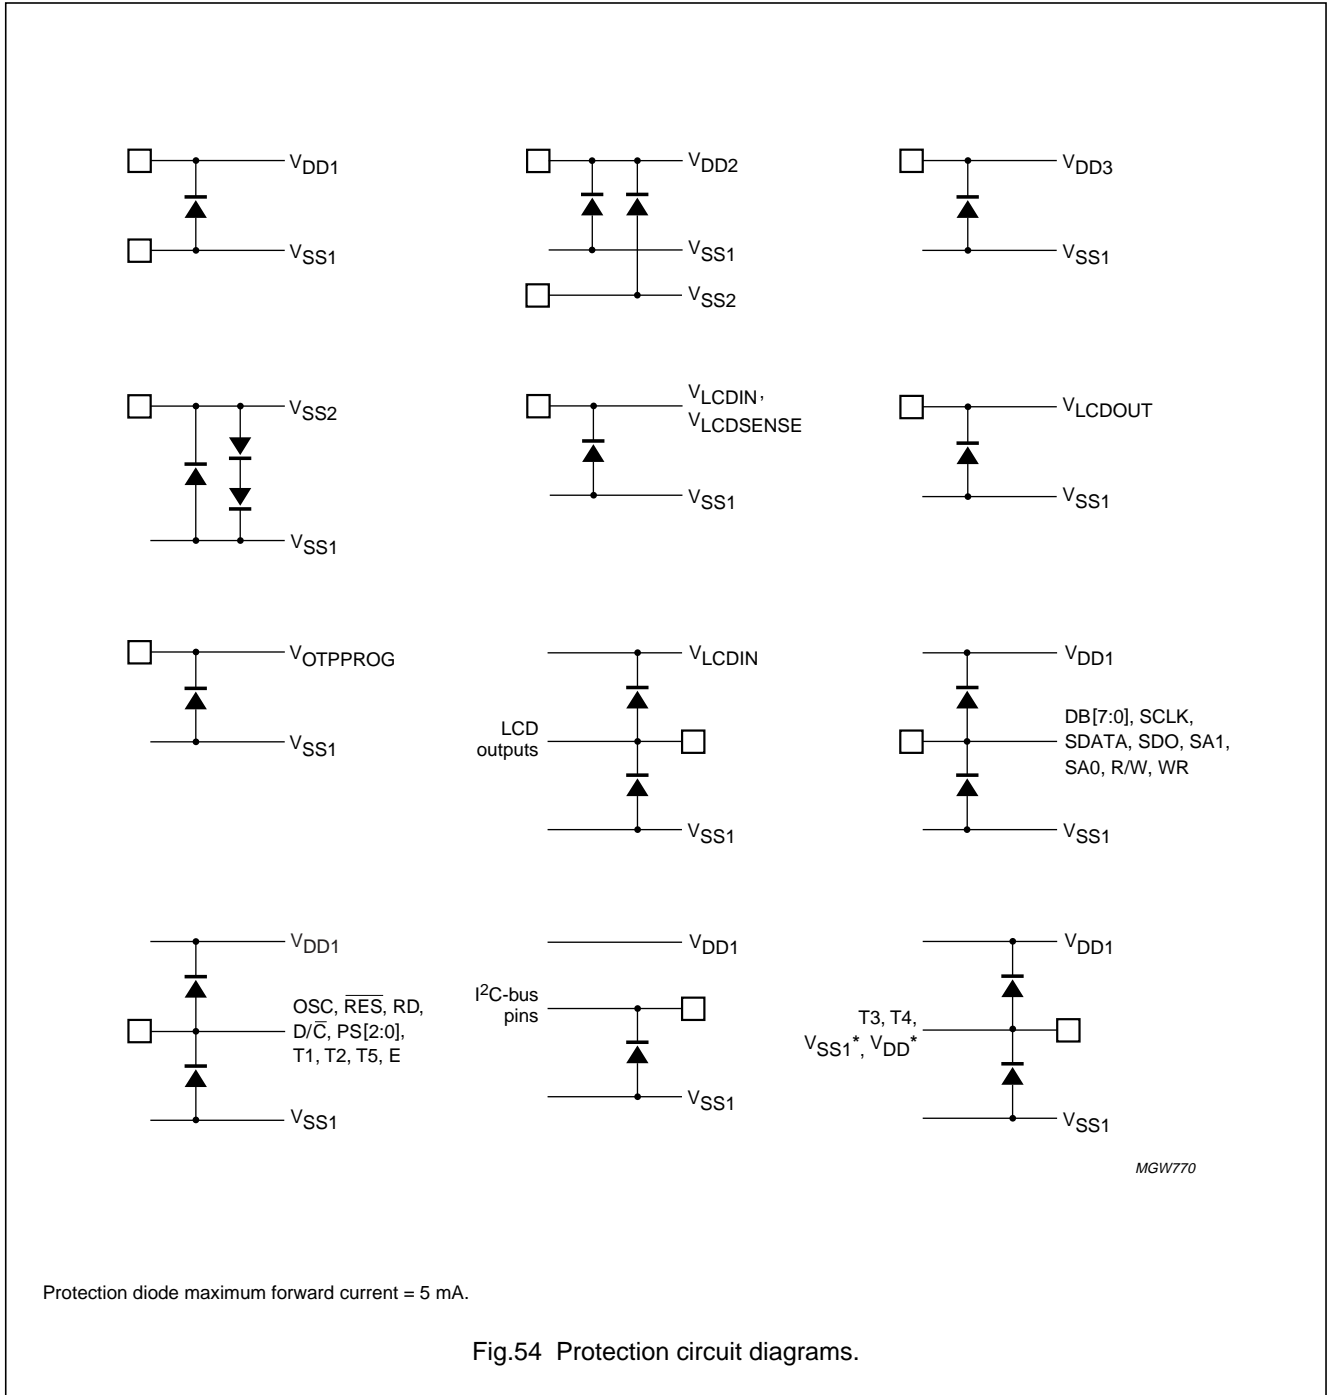 VDD1
VSS1
VDD2
VSS1
VSS2
VDD3
VSS1
VSS2
VSS1
VLCDIN,
VLCDSENSE
VSS1
VLCDOUT
VSS1
VOTPPROG
VSS1
VLCDIN
LCD
outputs
VSS1
VDD1
DB[7:0], SCLK,
SDATA, SDO, SA1,
SA0, R/W, WR
VSS1
VDD1
OSC, R̅E̅S̅, RD,
D/C̅, PS[2:0],
T1, T2, T5, E
VSS1
VDD1
I²C-bus
pins
VSS1
VDD1
T3, T4,
VSS1*, VDD*
VSS1
MGW770
Protection diode maximum forward current = 5 mA.
Fig.54 Protection circuit diagrams.